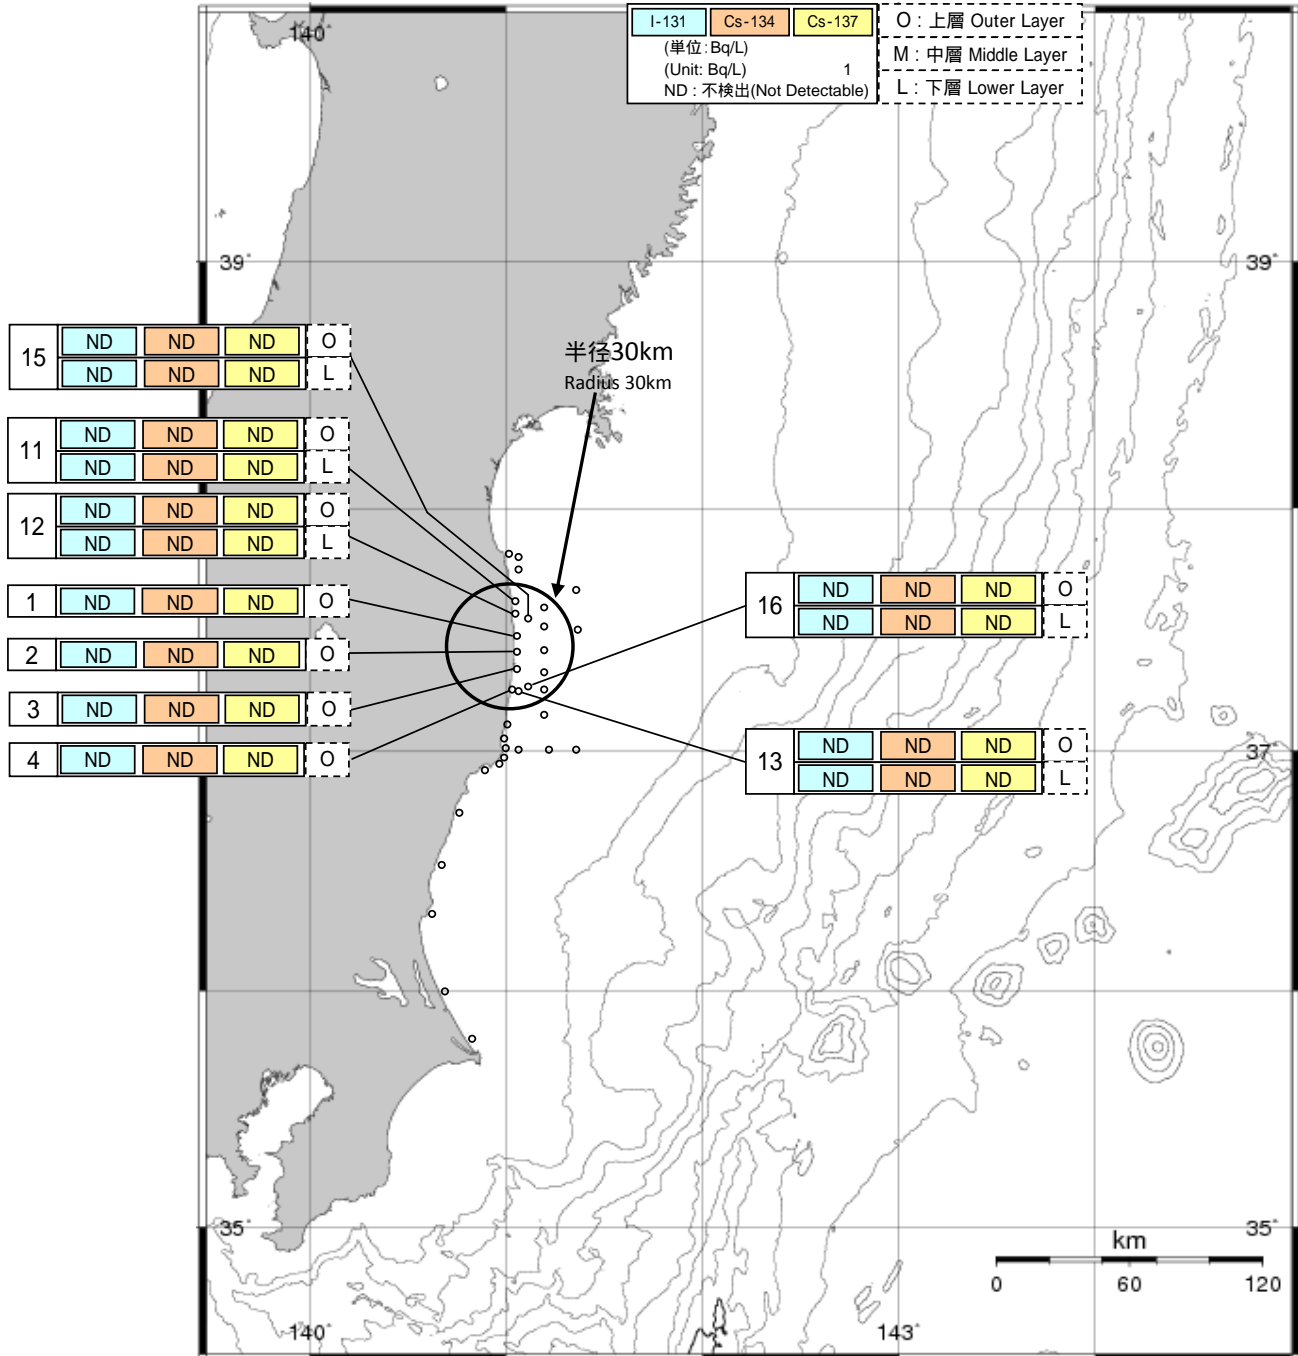 I-131 Cs-134 Cs-137
(単位:Bq/L)
(Unit: Bq/L) 1
ND : 不検出(Not Detectable)
O : 上層 Outer Layer
M : 中層 Middle Layer
L : 下層 Lower Layer
140°
39° 39°
半径30km
Radius 30km
15
ND ND ND O
ND ND ND L
11
ND ND ND O
ND ND ND L
12
ND ND ND O
ND ND ND L
1 ND ND ND O
2 ND ND ND O
3 ND ND ND O
4 ND ND ND O
16
ND ND ND O
ND ND ND L
13
ND ND ND O
ND ND ND L
37°
35° 35°
km
0 60 120
140° 143°